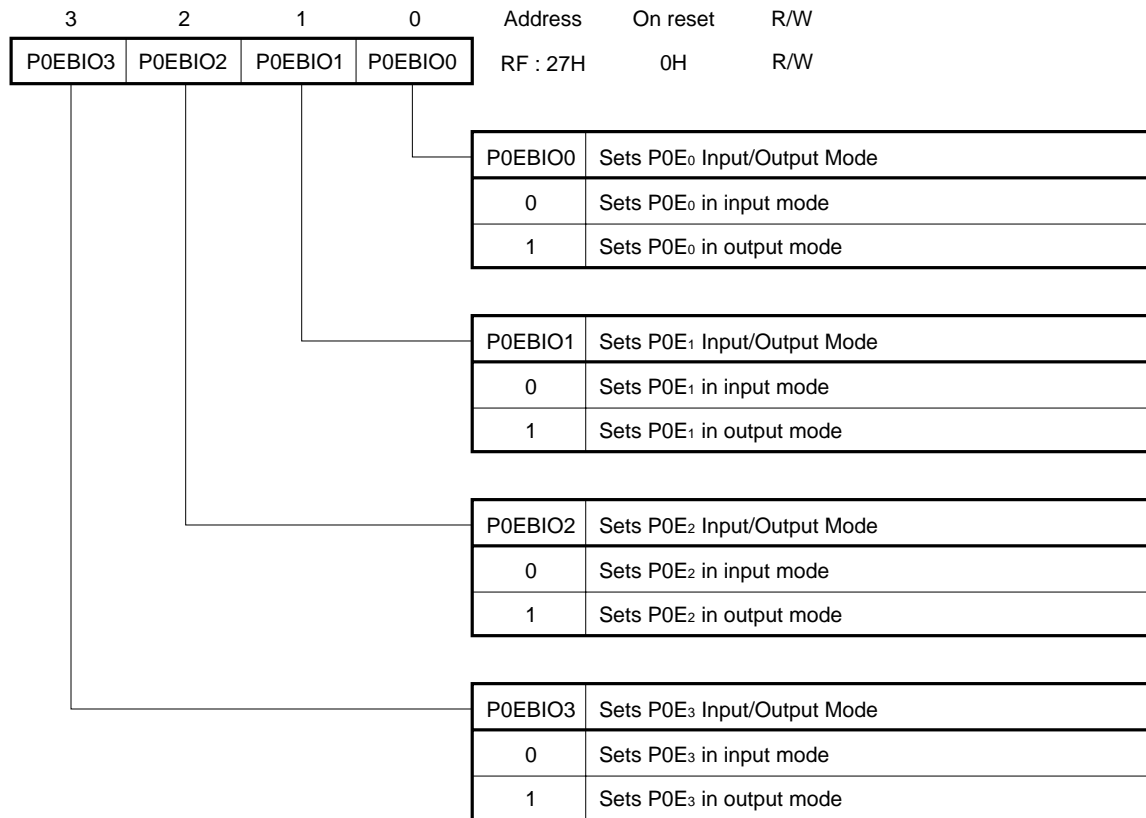 3 2 1 0 Address On reset R/W
P0EBIO3 P0EBIO2 P0EBIO1 P0EBIO0 RF : 27H 0H R/W
P0EBIO0 Sets P0E₀ Input/Output Mode
0 Sets P0E₀ in input mode
1 Sets P0E₀ in output mode
P0EBIO1 Sets P0E₁ Input/Output Mode
0 Sets P0E₁ in input mode
1 Sets P0E₁ in output mode
P0EBIO2 Sets P0E₂ Input/Output Mode
0 Sets P0E₂ in input mode
1 Sets P0E₂ in output mode
P0EBIO3 Sets P0E₃ Input/Output Mode
0 Sets P0E₃ in input mode
1 Sets P0E₃ in output mode